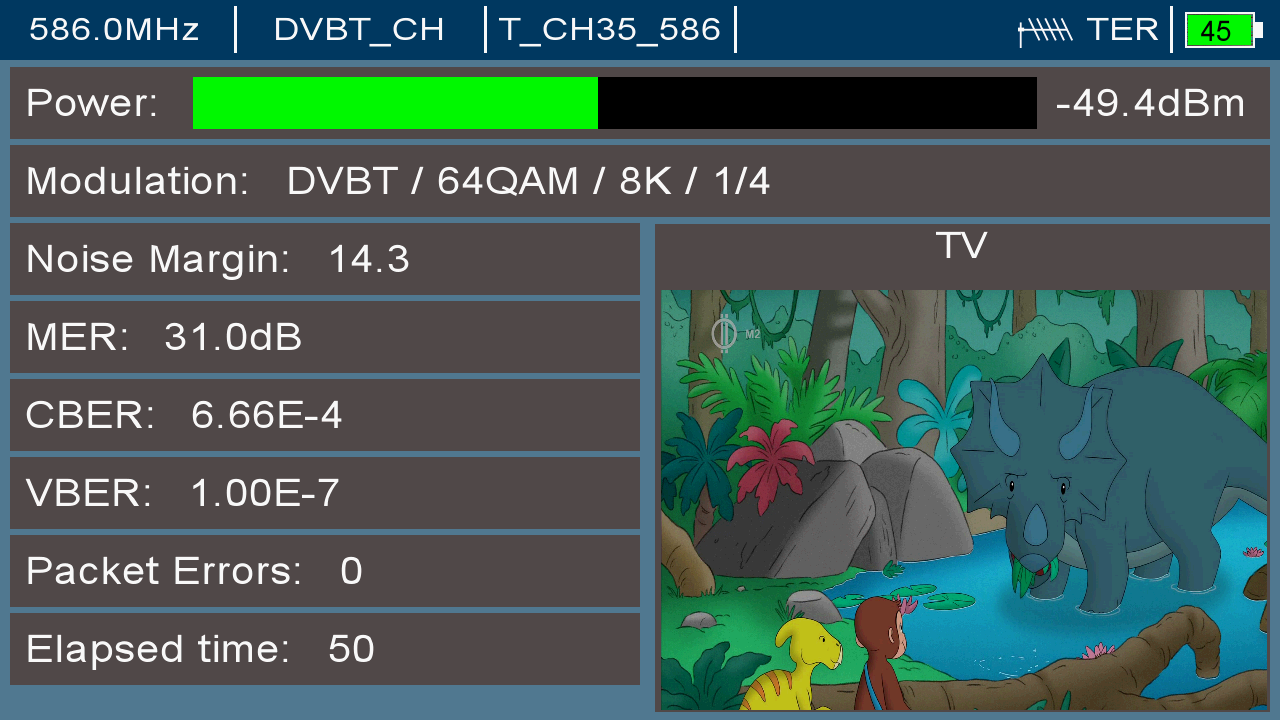 586.0MHz DVBT_CH T_CH35_586 TER 45
Power: -49.4dBm
Modulation: DVBT / 64QAM / 8K / 1/4
Noise Margin: 14.3
MER: 31.0dB
CBER: 6.66E-4
VBER: 1.00E-7
Packet Errors: 0
Elapsed time: 50
TV
M2